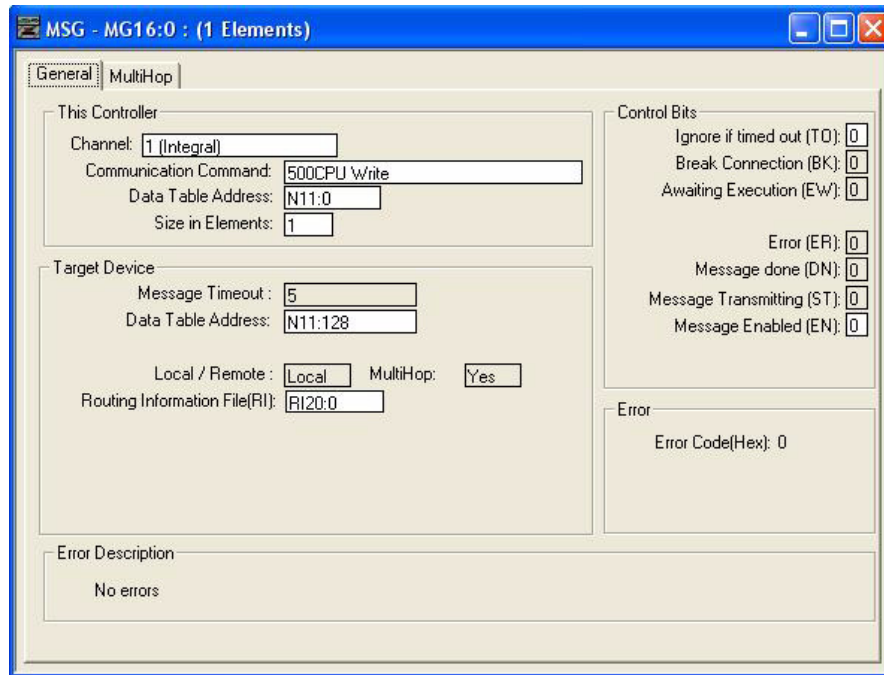 MSG - MG16:0 : (1 Elements)
General MultiHop
This Controller
Channel: 1 (Integral)
Communication Command: 500CPU Write
Data Table Address: N11:0
Size in Elements: 1
Target Device
Message Timeout : 5
Data Table Address: N11:128
Local / Remote : Local MultiHop: Yes
Routing Information File(RI): RI20:0
Control Bits
Ignore if timed out (TO): 0
Break Connection (BK): 0
Awaiting Execution (EW): 0
Error (ER): 0
Message done (DN): 0
Message Transmitting (ST): 0
Message Enabled (EN): 0
Error
Error Code(Hex): 0
Error Description
No errors